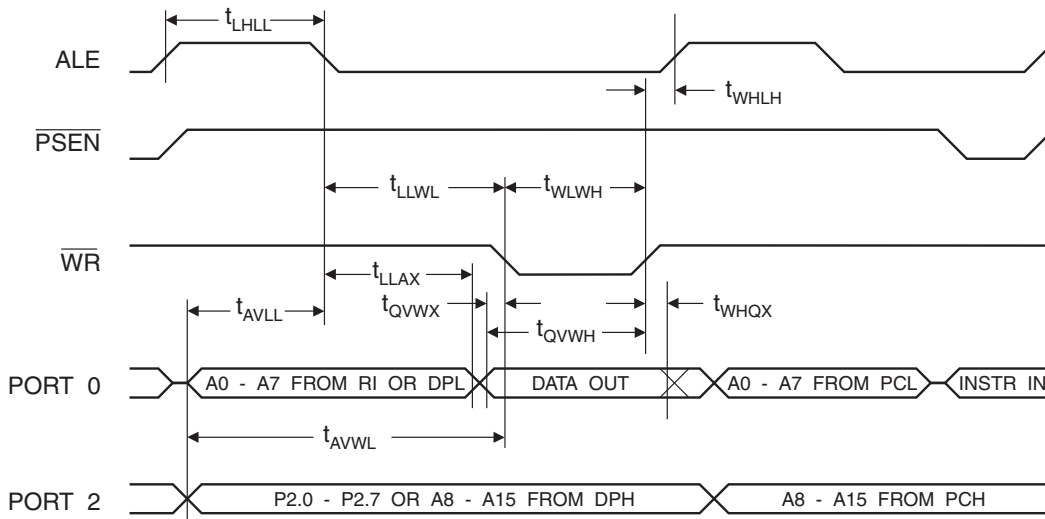 tLHLL
ALE
tWHLH
PSEN
tLLWL
tWLWH
WR
tLLAX
tAVLL
tQVWX
tWHQX
tQVWH
PORT 0
A0 - A7 FROM RI OR DPL
DATA OUT
A0 - A7 FROM PCL
INSTR IN
tAVWL
PORT 2
P2.0 - P2.7 OR A8 - A15 FROM DPH
A8 - A15 FROM PCH